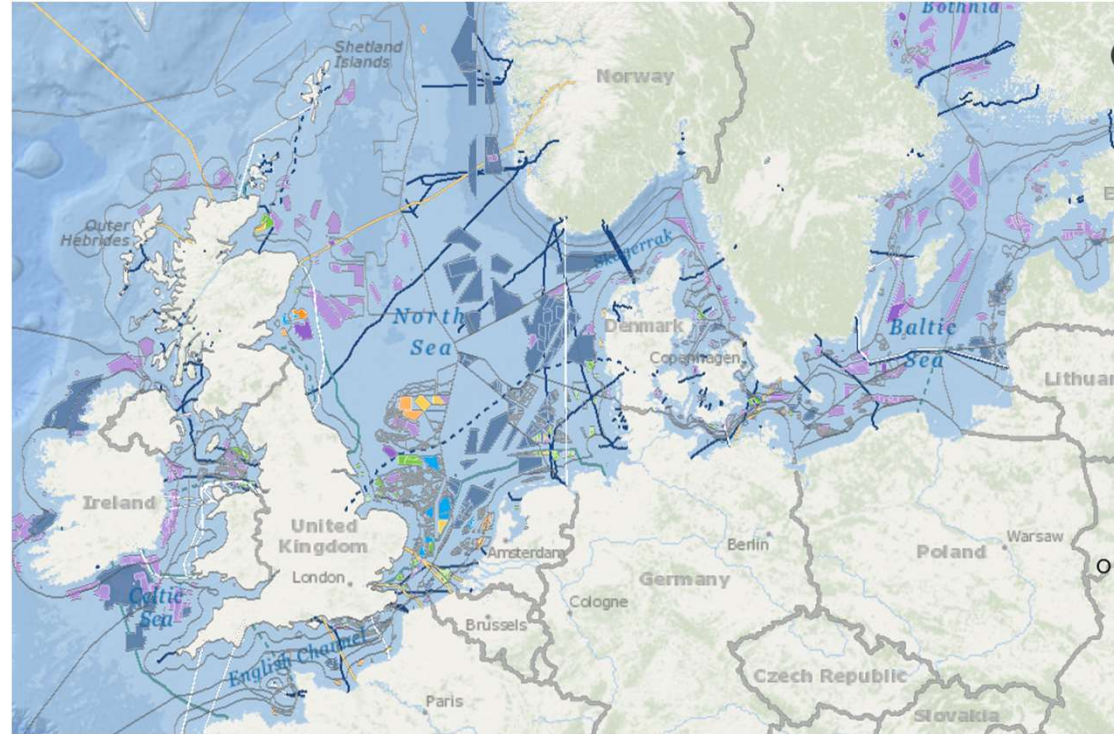 Bothnia
Shetland
Islands
Norway
Outer
Hebrides
Skagerrak
North
Sea
Denmark
Copenhagen
Baltic
Sea
Lithuan
Ireland
United
Kingdom
Amsterdam
London
Berlin
Poland
Warsaw
Germany
Cologne
Celtic
Sea
Brussels
English Channel
Czech Republic
Paris
Slovakia
E
O